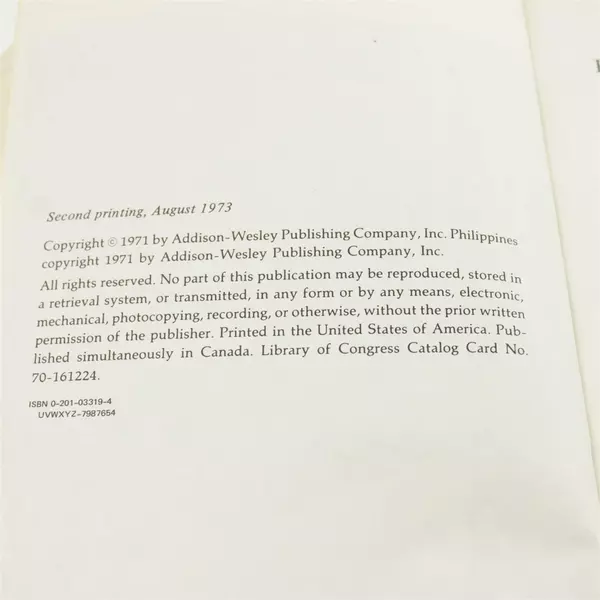 Second printing, August 1973
Copyright © 1971 by Addison-Wesley Publishing Company, Inc. Philippines
copyright 1971 by Addison-Wesley Publishing Company, Inc.
All rights reserved. No part of this publication may be reproduced, stored in
a retrieval system, or transmitted, in any form or by any means, electronic,
mechanical, photocopying, recording, or otherwise, without the prior written
permission of the publisher. Printed in the United States of America. Pub-
lished simultaneously in Canada. Library of Congress Catalog Card No.
70-161224.
ISBN 0-201-03319-4
UVWXYZ-7987654